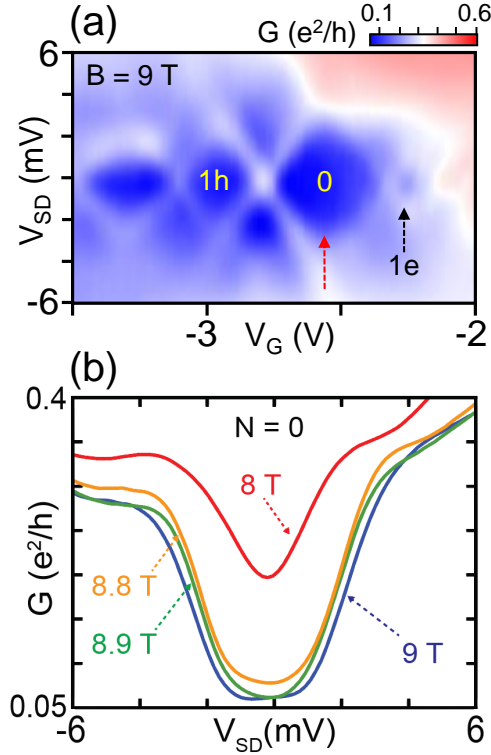 (a)
G (e²/h)
0.1
0.6
6
B = 9 T
V_SD (mV)
1h
0
1e
-6
-3
V_G (V)
-2
(b)
0.4
N = 0
8 T
G (e²/h)
8.8 T
8.9 T
9 T
0.05
-6
V_SD(mV)
6